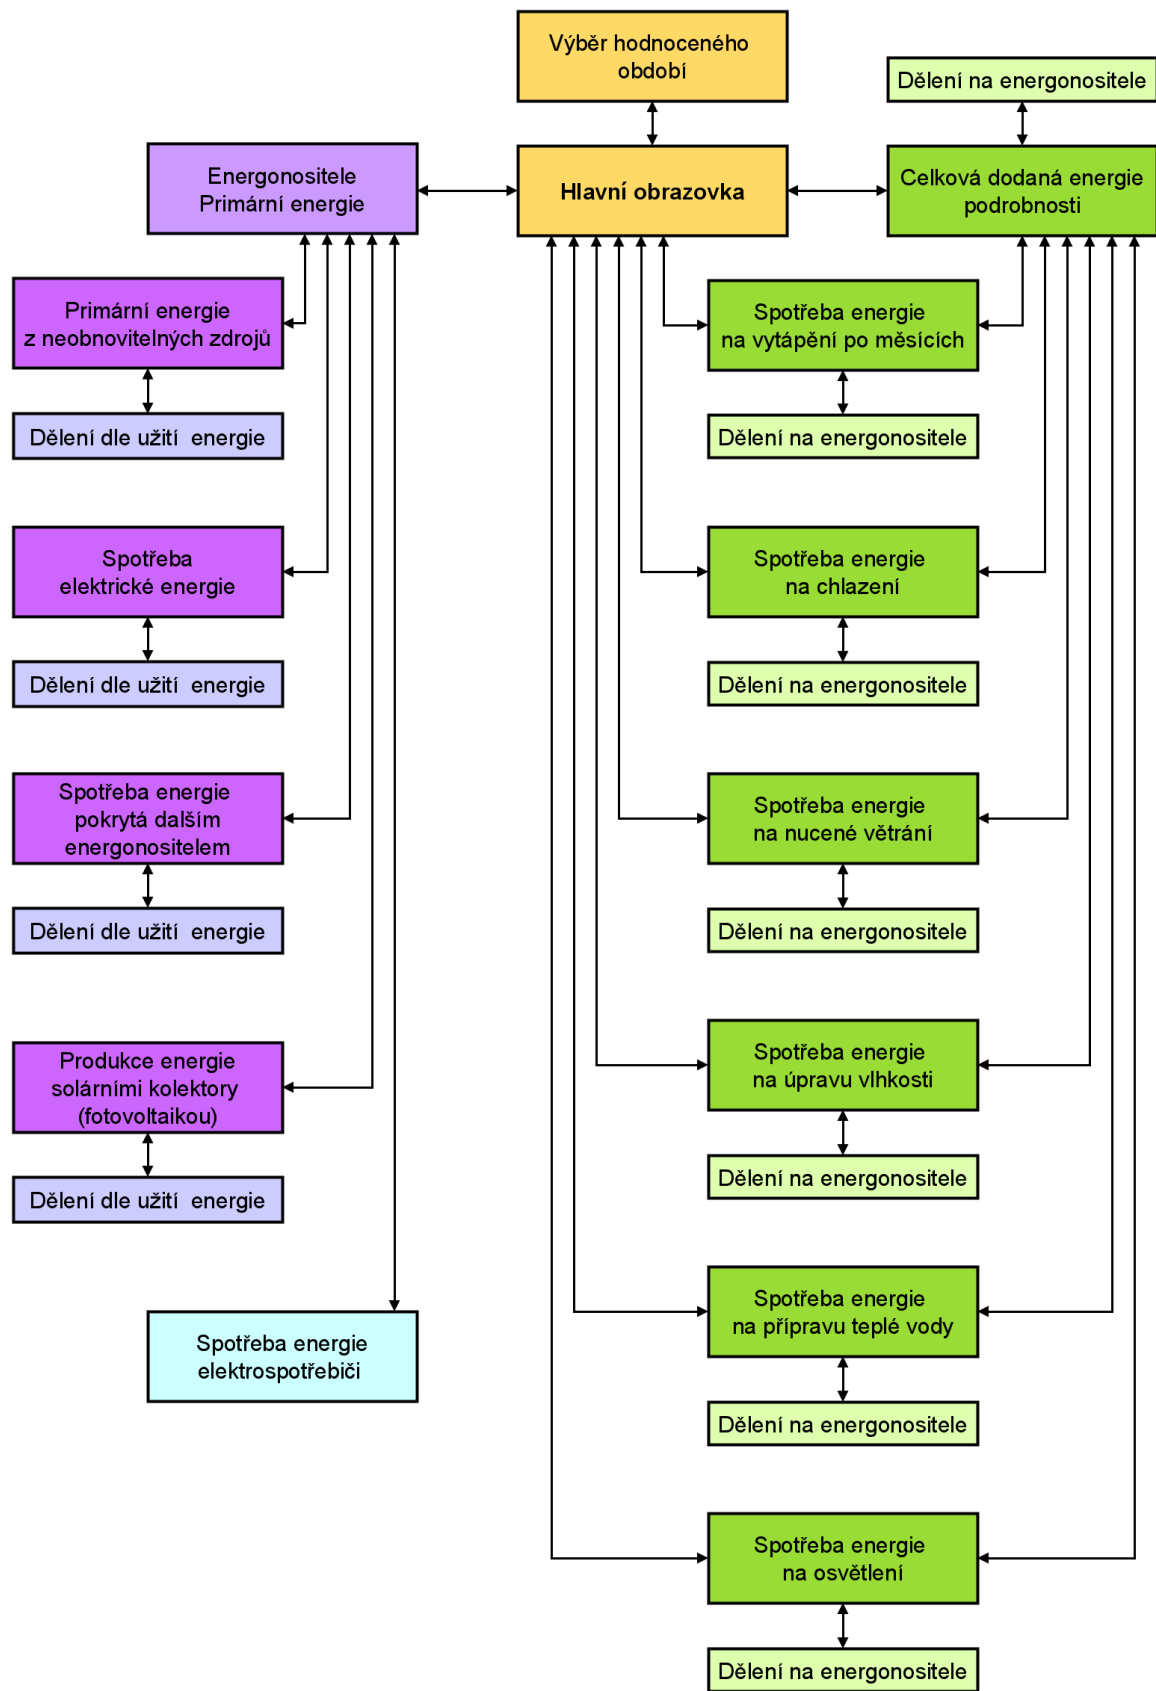 Výběr hodnoceného
období
Dělení na energonositele
Energonositele
Primární energie
Hlavní obrazovka
Celková dodaná energie
podrobnosti
Primární energie
z neobnovitelných zdrojů
Dělení dle užití energie
Spotřeba
elektrické energie
Dělení dle užití energie
Spotřeba energie
pokrytá dalším
energonositelem
Dělení dle užití energie
Produkce energie
solárními kolektory
(fotovoltaikou)
Dělení dle užití energie
Spotřeba energie
elektrospotřebiči
Spotřeba energie
na vytápění po měsících
Dělení na energonositele
Spotřeba energie
na chlazení
Dělení na energonositele
Spotřeba energie
na nucené větrání
Dělení na energonositele
Spotřeba energie
na úpravu vlhkosti
Dělení na energonositele
Spotřeba energie
na přípravu teplé vody
Dělení na energonositele
Spotřeba energie
na osvětlení
Dělení na energonositele